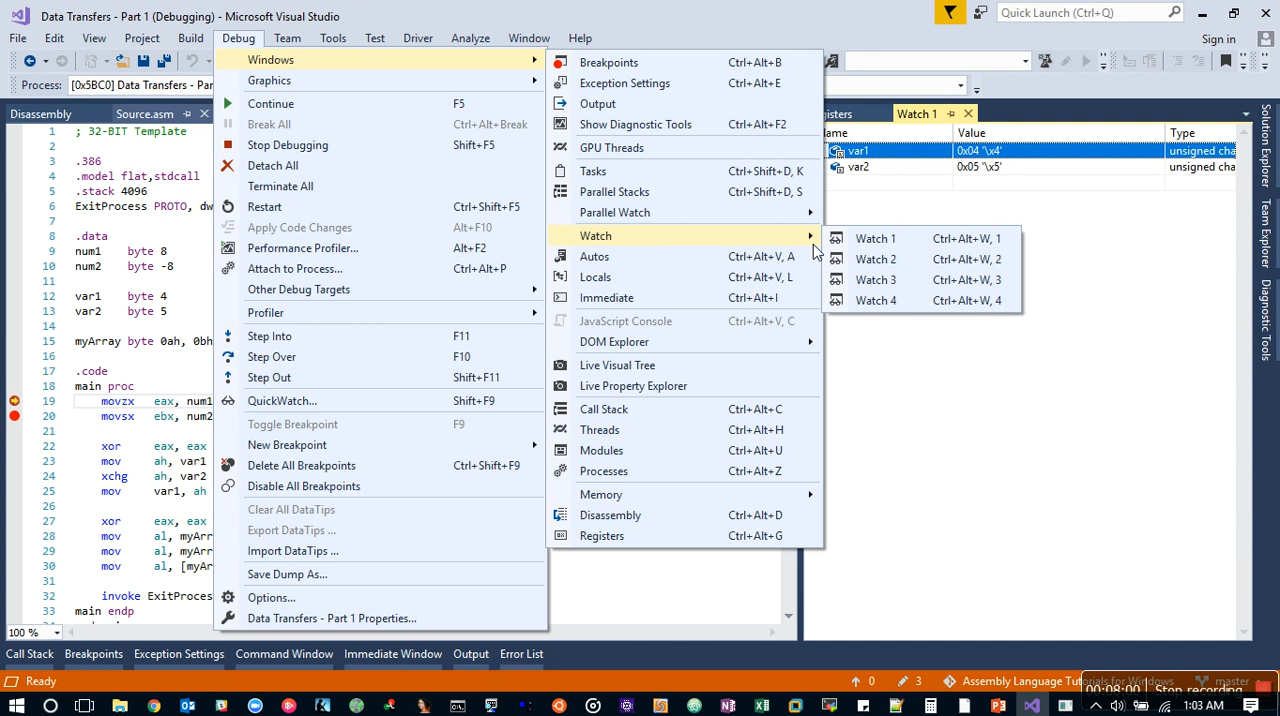 Data Transfers - Part 1 (Debugging) - Microsoft Visual Studio
Quick Launch (Ctrl+Q)
File Edit View Project Build Debug Team Tools Test Driver Analyze Window Help
Sign in
Process: [0x5BC0] Data Transfers - Par
Disassembly Source.asm
1 ; 32-BIT Template
2
3 .386
4 .model flat,stdcall
5 .stack 4096
6 ExitProcess PROTO, dw
7
8 .data
9 num1 byte 8
10 num2 byte -8
11
12 var1 byte 4
13 var2 byte 5
14
15 myArray byte 0ah, 0bh
16
17 .code
18 main proc
19 movzx eax, num1
20 movsx ebx, num2
21
22 xor eax, eax
23 mov ah, var1
24 xchg ah, var2
25 mov var1, ah
26
27 xor eax, eax
28 mov al, myArr
29 mov al, myAr
30 mov al, [myAr
31
32 invoke ExitProces
33 main endp
100 %
Windows
Graphics
Continue F5
Break All Ctrl+Alt+Break
Stop Debugging Shift+F5
Detach All
Terminate All
Restart Ctrl+Shift+F5
Apply Code Changes Alt+F10
Performance Profiler... Alt+F2
Attach to Process... Ctrl+Alt+P
Other Debug Targets
Profiler
Step Into F11
Step Over F10
Step Out Shift+F11
QuickWatch... Shift+F9
Toggle Breakpoint F9
New Breakpoint
Delete All Breakpoints Ctrl+Shift+F9
Disable All Breakpoints
Clear All DataTips
Export DataTips ...
Import DataTips ...
Save Dump As...
Options...
Data Transfers - Part 1 Properties...
Breakpoints Ctrl+Alt+B
Exception Settings Ctrl+Alt+E
Output
Show Diagnostic Tools Ctrl+Alt+F2
GPU Threads
Tasks Ctrl+Shift+D, K
Parallel Stacks Ctrl+Shift+D, S
Parallel Watch
Watch
Autos Ctrl+Alt+V, A
Locals Ctrl+Alt+V, L
Immediate Ctrl+Alt+I
JavaScript Console Ctrl+Alt+V, C
DOM Explorer
Live Visual Tree
Live Property Explorer
Call Stack Ctrl+Alt+C
Threads Ctrl+Alt+H
Modules Ctrl+Alt+U
Processes Ctrl+Alt+Z
Memory
Disassembly Ctrl+Alt+D
Registers Ctrl+Alt+G
Watch 1 Ctrl+Alt+W, 1
Watch 2 Ctrl+Alt+W, 2
Watch 3 Ctrl+Alt+W, 3
Watch 4 Ctrl+Alt+W, 4
isters Watch 1
ame Value Type
var1 0x04 '\x4' unsigned cha
var2 0x05 '\x5' unsigned cha
Solution Explorer
Team Explorer
Diagnostic Tools
Call Stack Breakpoints Exception Settings Command Window Immediate Window Output Error List
Ready
0 3 Assembly Language Tutorials for Windows master
00:08:00 Stop recording
1:03 AM